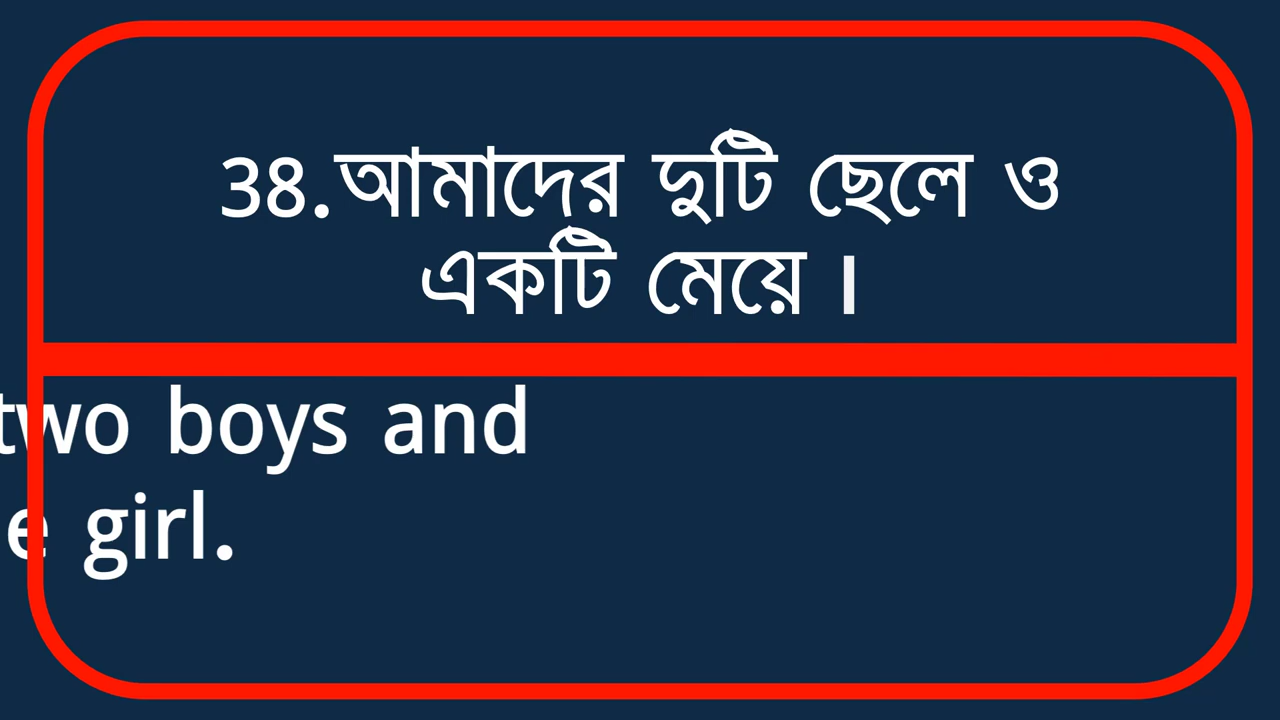 38.আমাদের দুটি ছেলে ও
একটি মেয়ে ।
two boys and
e girl.